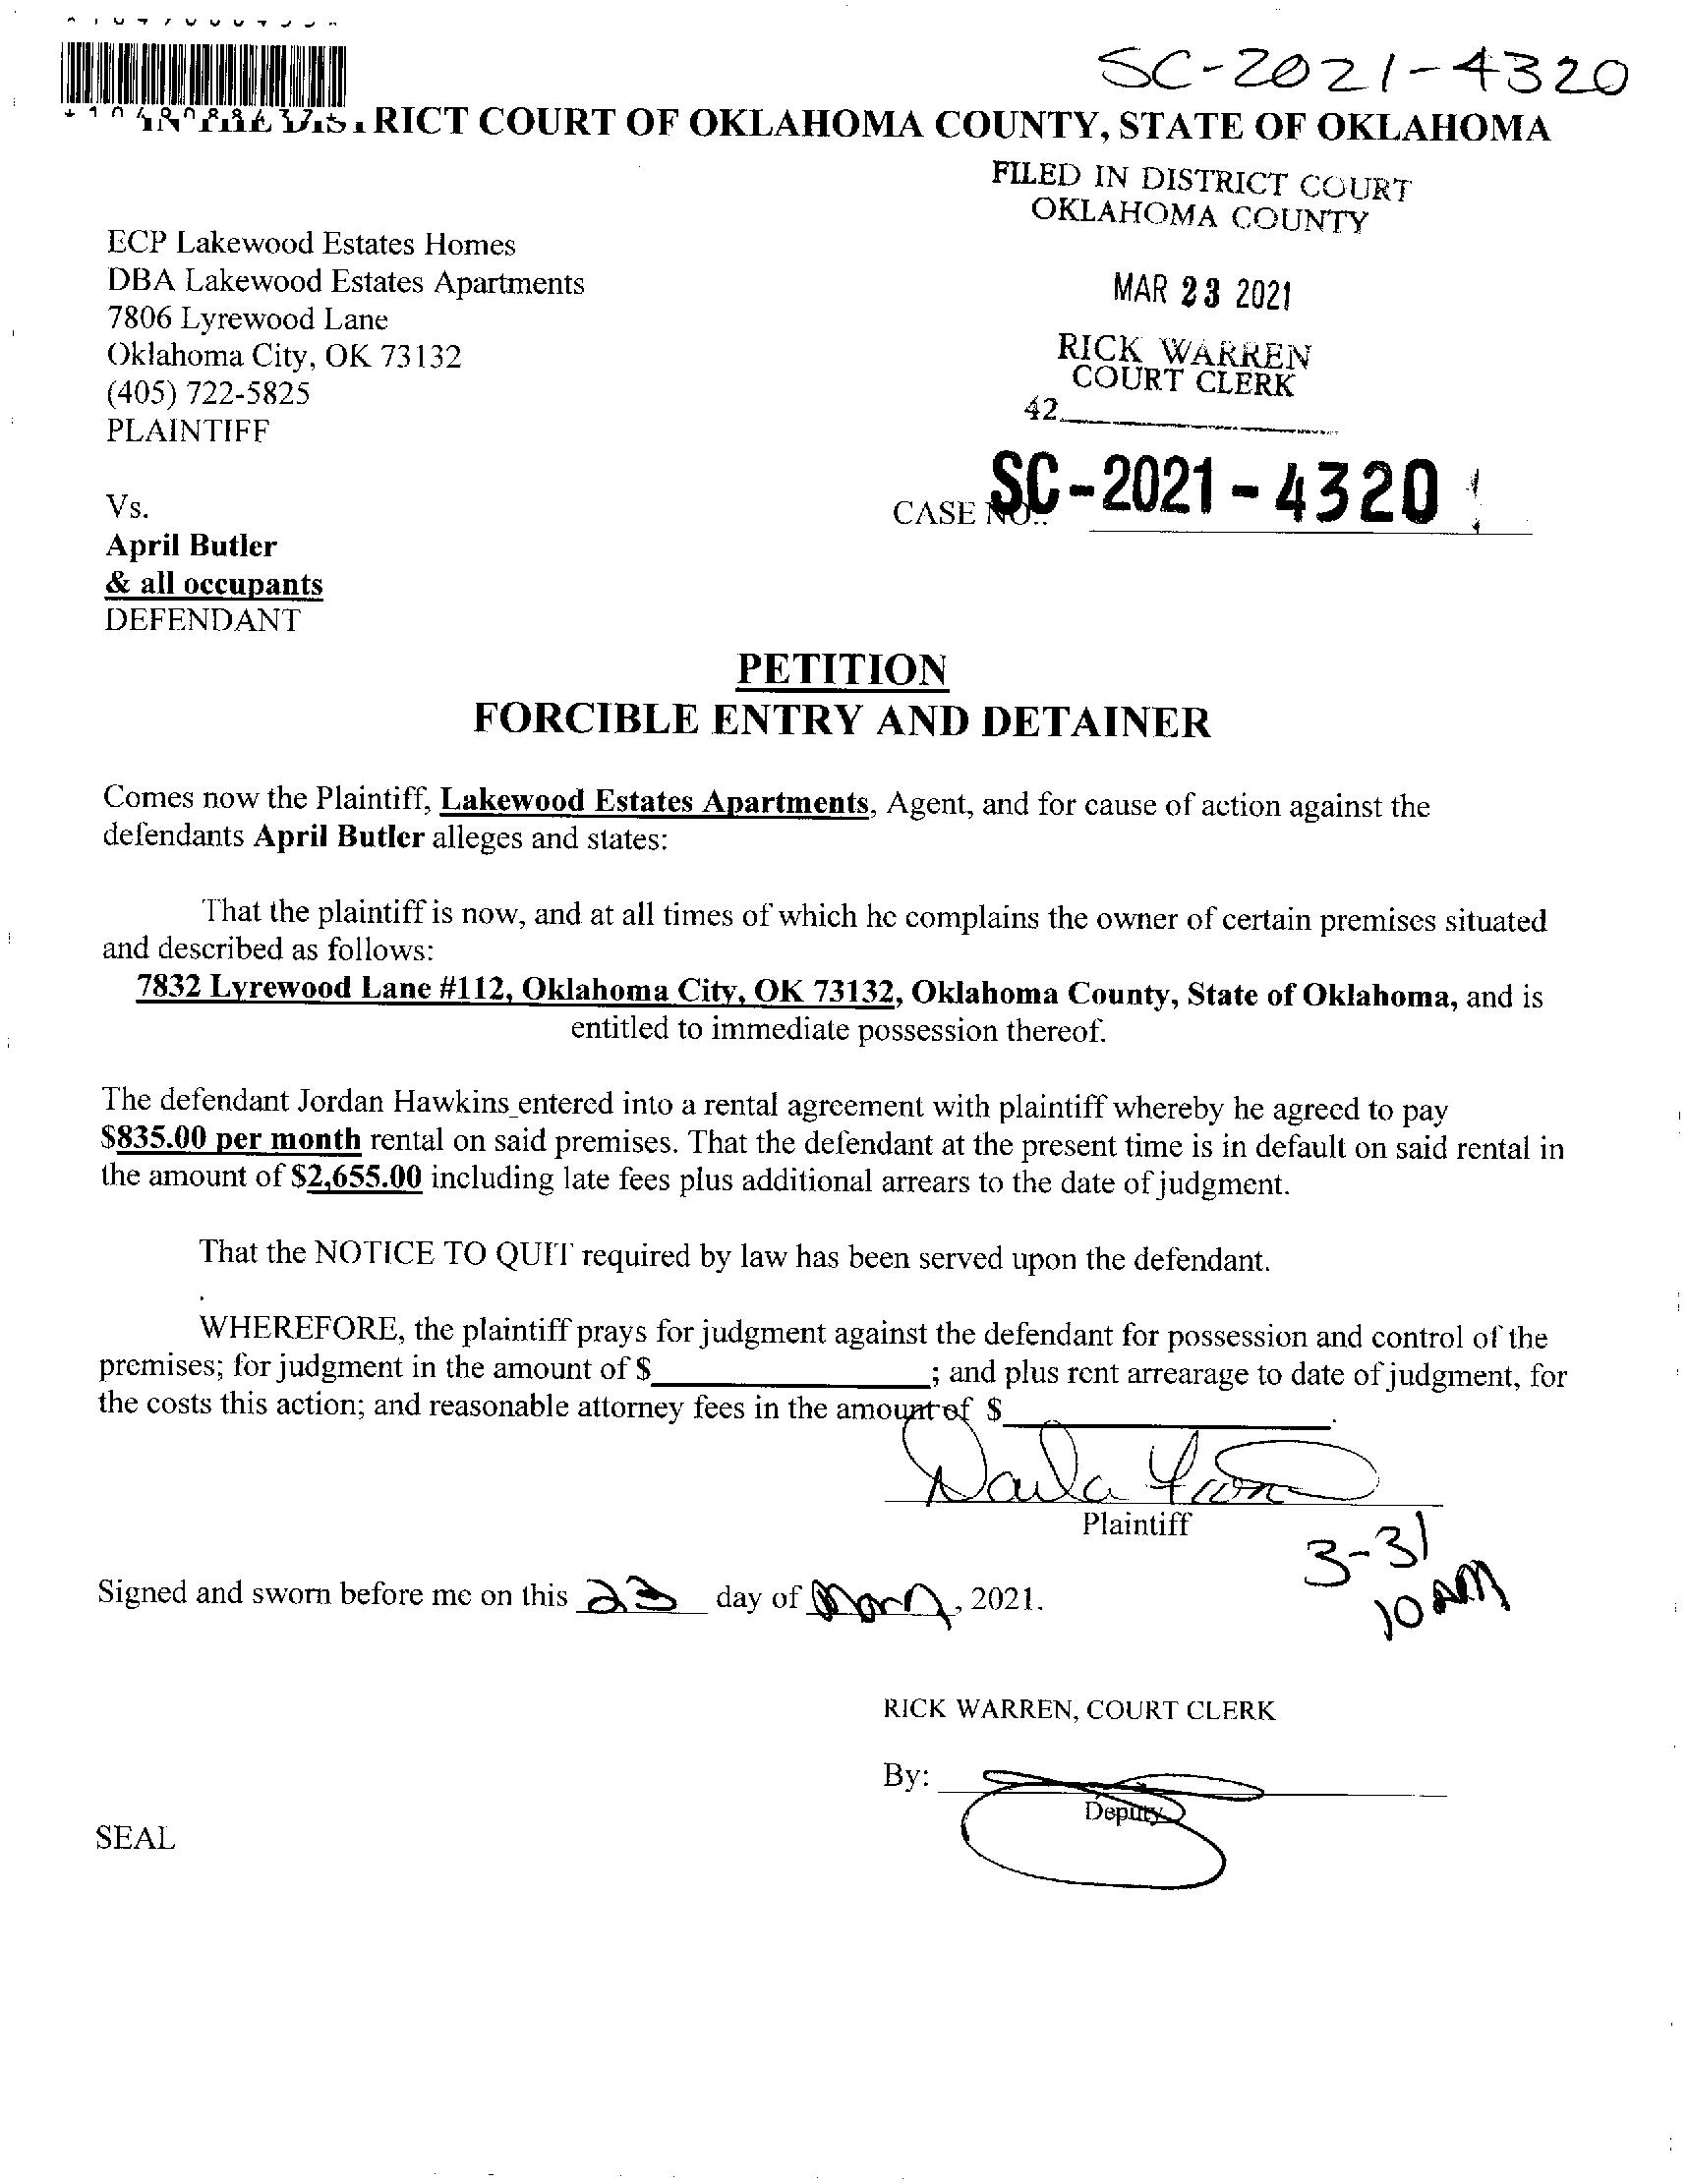 SC-2021-4320
RICT COURT OF OKLAHOMA COUNTY, STATE OF OKLAHOMA
FILED IN DISTRICT COURT
OKLAHOMA COUNTY
ECP Lakewood Estates Homes
DBA Lakewood Estates Apartments
7806 Lyrewood Lane
Oklahoma City, OK 73132
(405) 722-5825
PLAINTIFF
MAR 23 2021
RICK WARREN
COURT CLERK
42
Vs.
April Butler
& all occupants
DEFENDANT
CASE NO.: SC-2021-4320
PETITION
FORCIBLE ENTRY AND DETAINER
Comes now the Plaintiff, Lakewood Estates Apartments, Agent, and for cause of action against the
defendants April Butler alleges and states:
That the plaintiff is now, and at all times of which he complains the owner of certain premises situated
and described as follows:
7832 Lyrewood Lane #112, Oklahoma City, OK 73132, Oklahoma County, State of Oklahoma, and is
entitled to immediate possession thereof.
The defendant Jordan Hawkins entered into a rental agreement with plaintiff whereby he agreed to pay
$835.00 per month rental on said premises. That the defendant at the present time is in default on said rental in
the amount of $2,655.00 including late fees plus additional arrears to the date of judgment.
That the NOTICE TO QUIT required by law has been served upon the defendant.
WHEREFORE, the plaintiff prays for judgment against the defendant for possession and control of the
premises; for judgment in the amount of $____________; and plus rent arrearage to date of judgment, for
the costs this action; and reasonable attorney fees in the amount of $____________.
Plaintiff
3-31
10 AM
Signed and sworn before me on this 23 day of March, 2021.
RICK WARREN, COURT CLERK
By:
Deputy
SEAL